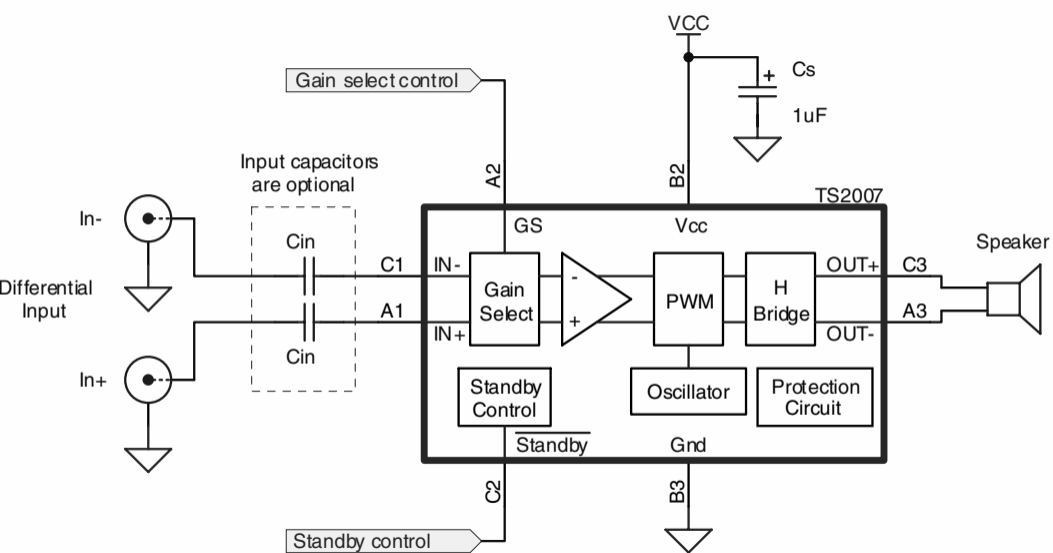 VCC
Cs
+
1uF
Gain select control
Input capacitors
are optional
A2
B2
TS2007
In-
Cin
GS
Vcc
Speaker
C1
IN-
OUT+
C3
Differential
Input
Gain
Select
-
+
PWM
H
Bridge
A1
IN+
OUT-
A3
Cin
In+
Standby
Control
Oscillator
Protection
Circuit
Standby
Gnd
C2
B3
Standby control